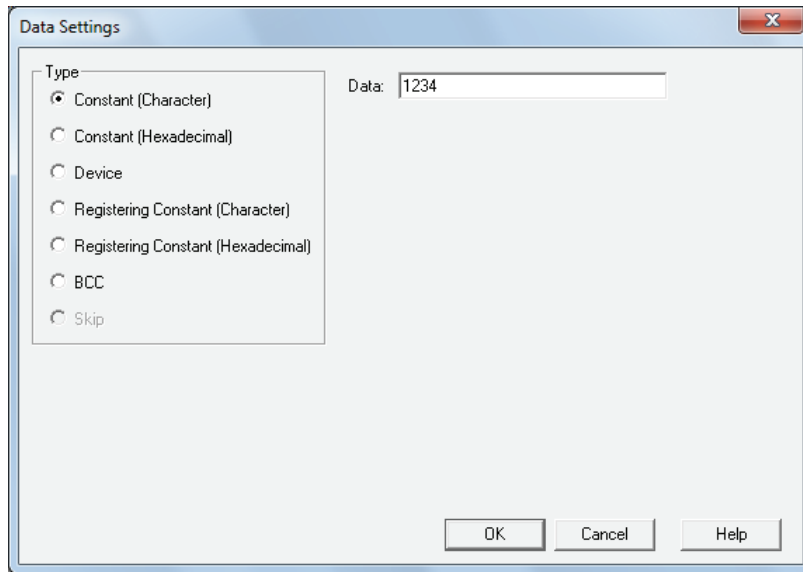 Data Settings
Type
Constant (Character)
Constant (Hexadecimal)
Device
Registering Constant (Character)
Registering Constant (Hexadecimal)
BCC
Skip
Data: 1234
OK Cancel Help